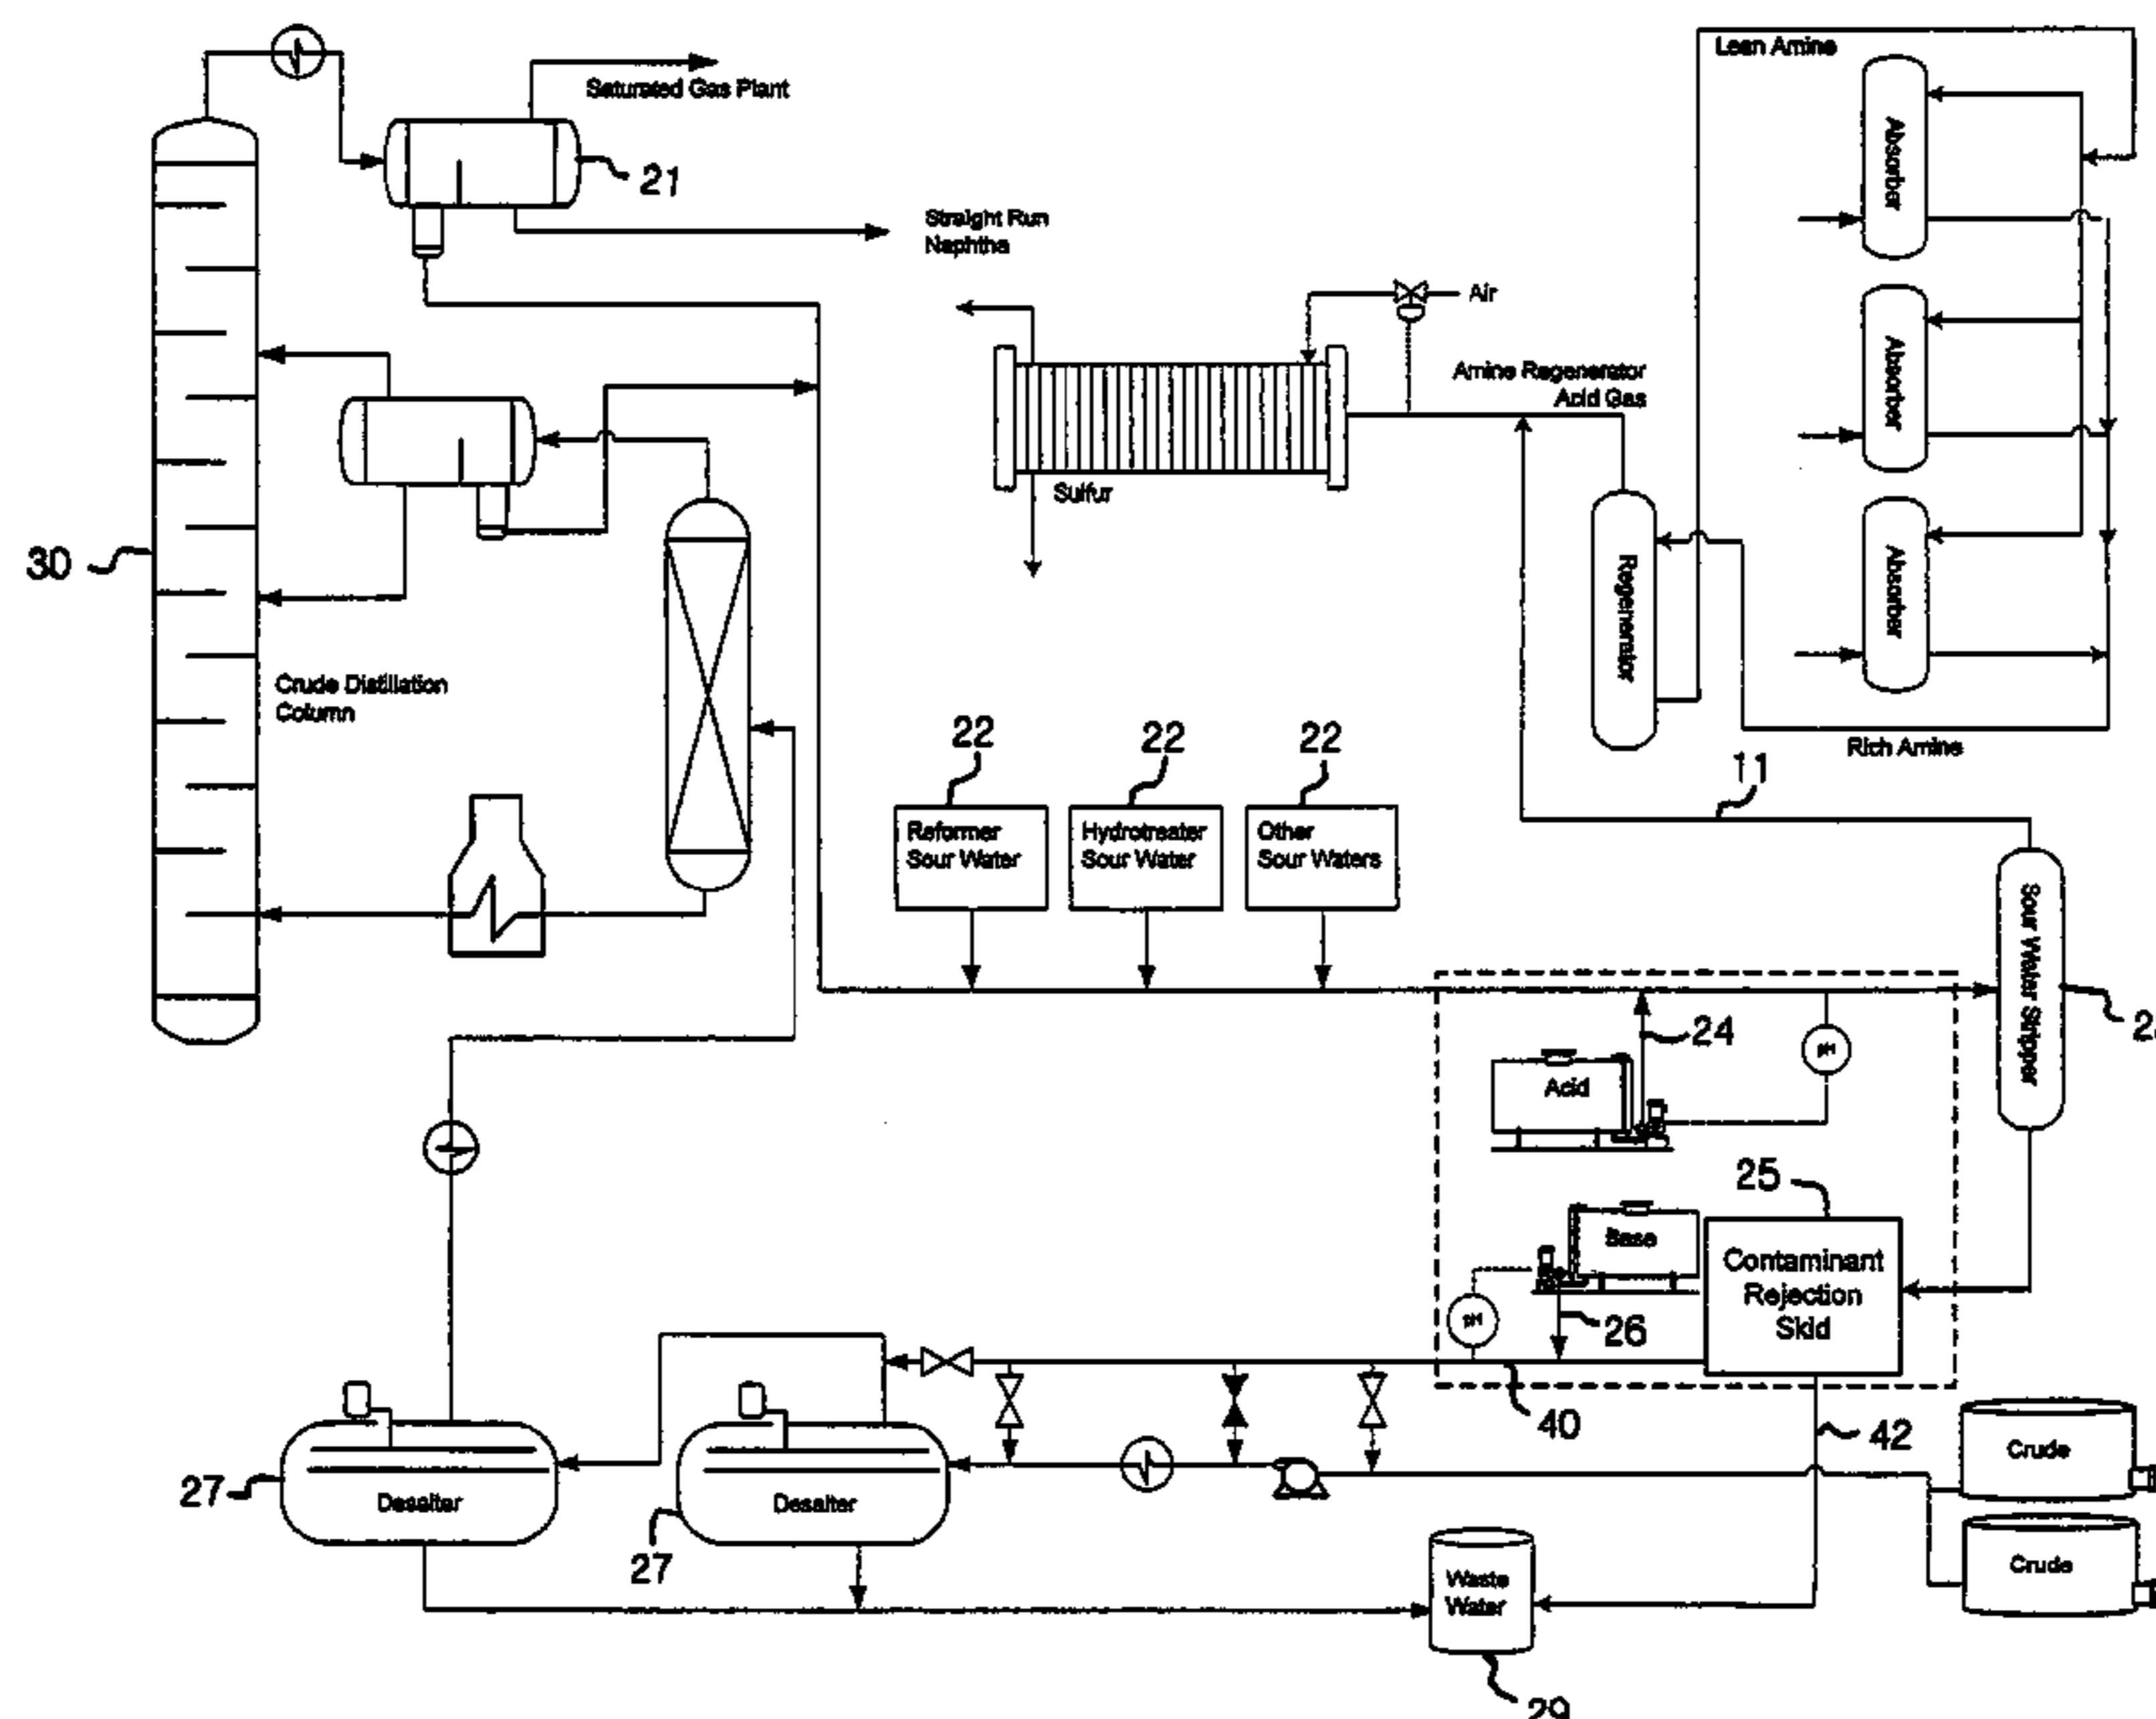 Lean Amine
Saturated Gas Plant
Absorber
21
Straight Run
Naphtha
Air
Absorber
Amine Regenerator
Acid Gas
Sulfur
30
Regenerator
Absorber
Crude Distillation
Column
Rich Amine
22
22
22
11
Reformer
Sour Water
Hydrotreater
Sour Water
Other
Sour Waters
Sour Water Stripper
24
pH
Acid
25
Base
Contaminant
Rejection
Skid
pH
26
40
42
Crude
27
Desalter
Desalter
27
Crude
Waste
Water
29